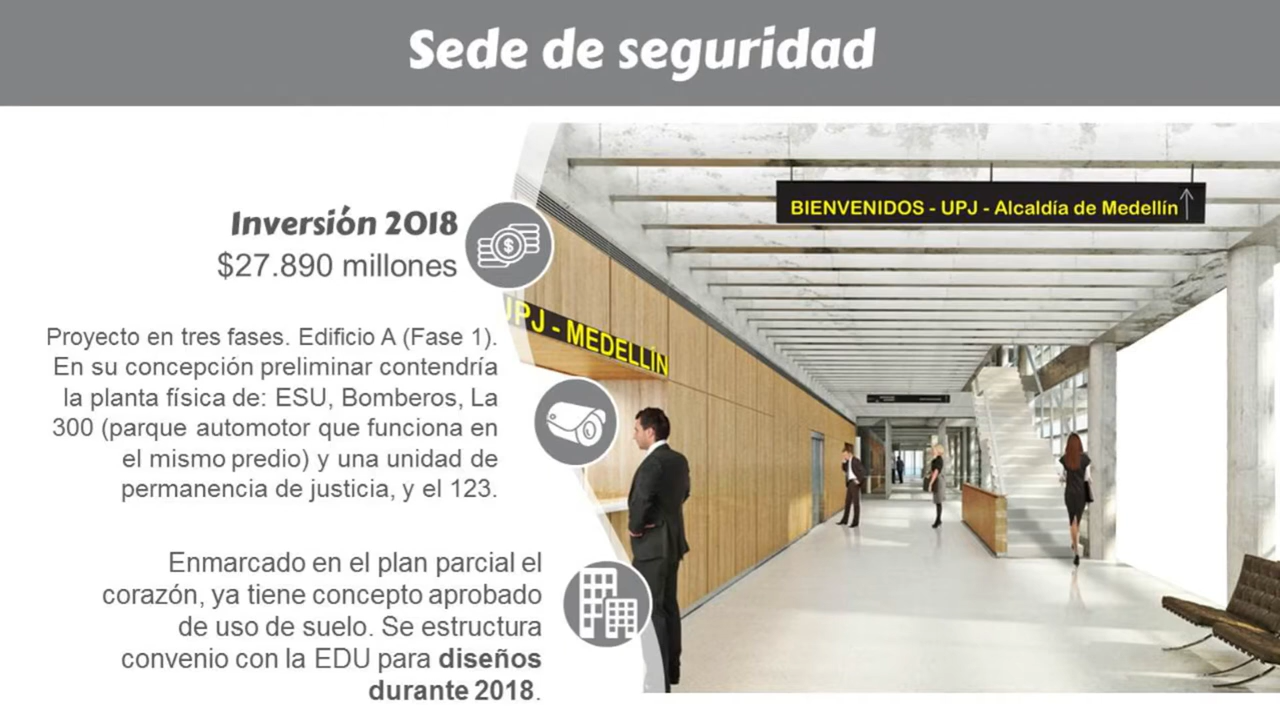 Sede de seguridad
BIENVENIDOS - UPJ - Alcaldía de Medellín
Inversión 2018
$27.890 millones
UPJ - MEDELLÍN
Proyecto en tres fases. Edificio A (Fase 1).
En su concepción preliminar contendría
la planta física de: ESU, Bomberos, La
300 (parque automotor que funciona en
el mismo predio) y una unidad de
permanencia de justicia, y el 123.
Enmarcado en el plan parcial el
corazón, ya tiene concepto aprobado
de uso de suelo. Se estructura
convenio con la EDU para diseños
durante 2018.